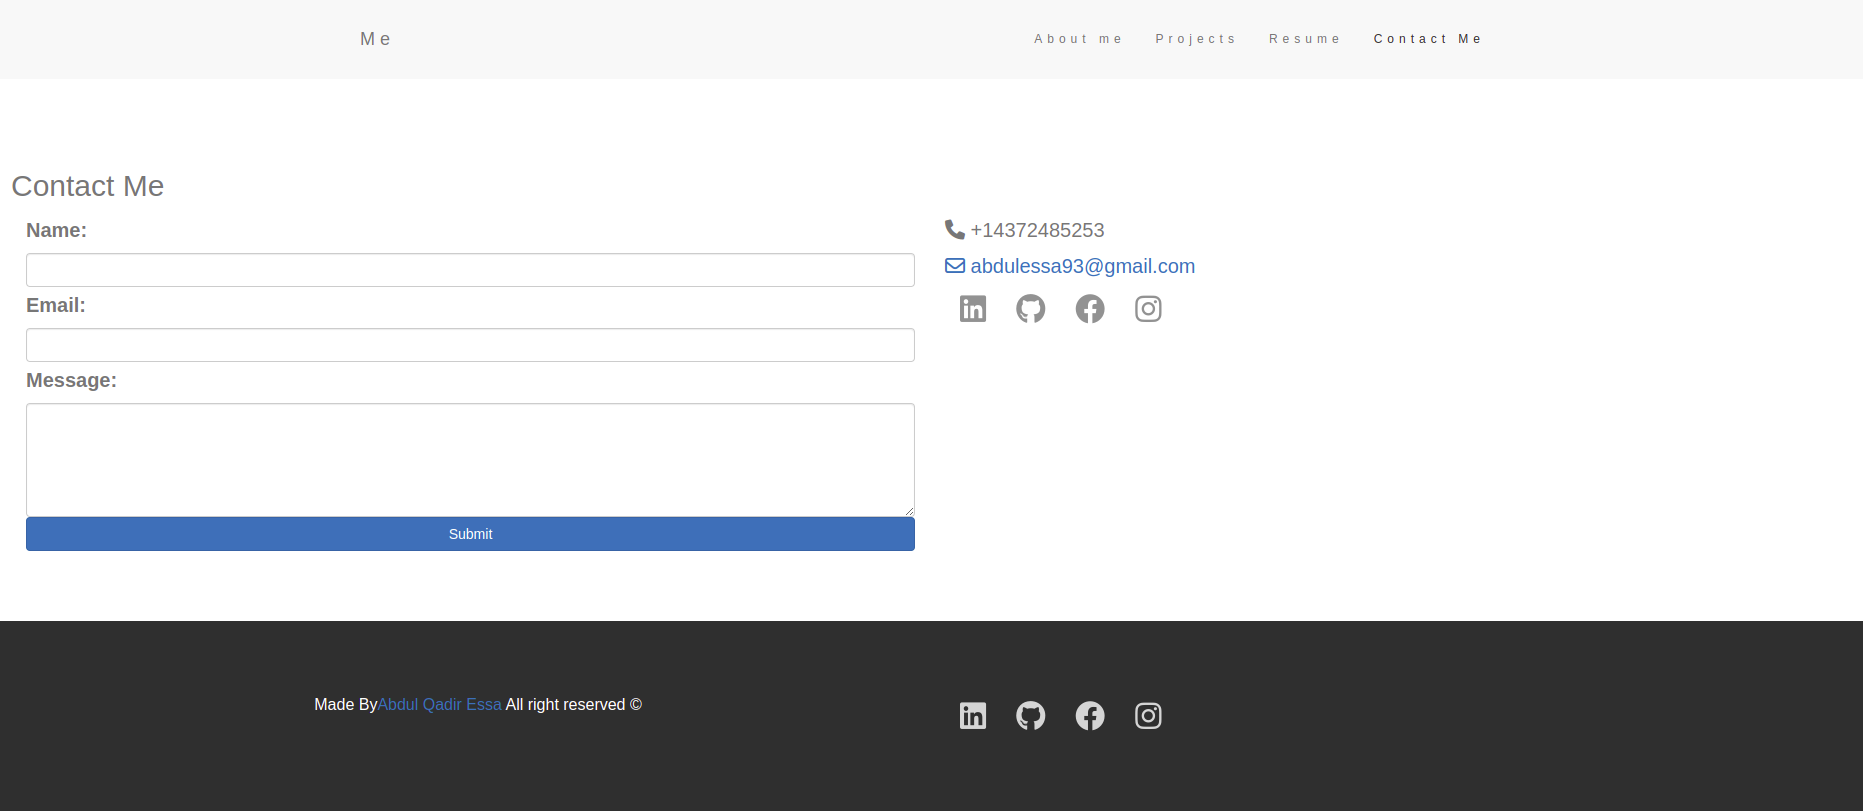 Me
About me Projects Resume Contact Me
Contact Me
Name:
Email:
Message:
Submit
+14372485253
abdulessa93@gmail.com
Made ByAbdul Qadir Essa All right reserved ©